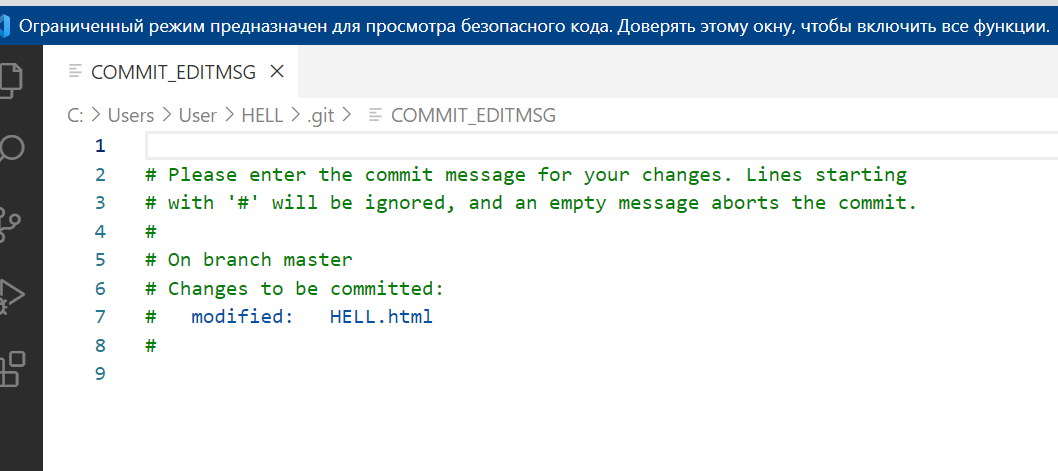 Ограниченный режим предназначен для просмотра безопасного кода. Доверять этому окну, чтобы включить все функции.
COMMIT_EDITMSG
C: > Users > User > HELL > .git > COMMIT_EDITMSG
1
2 # Please enter the commit message for your changes. Lines starting
3 # with '#' will be ignored, and an empty message aborts the commit.
4 #
5 # On branch master
6 # Changes to be committed:
7 #   modified:   HELL.html
8 #
9